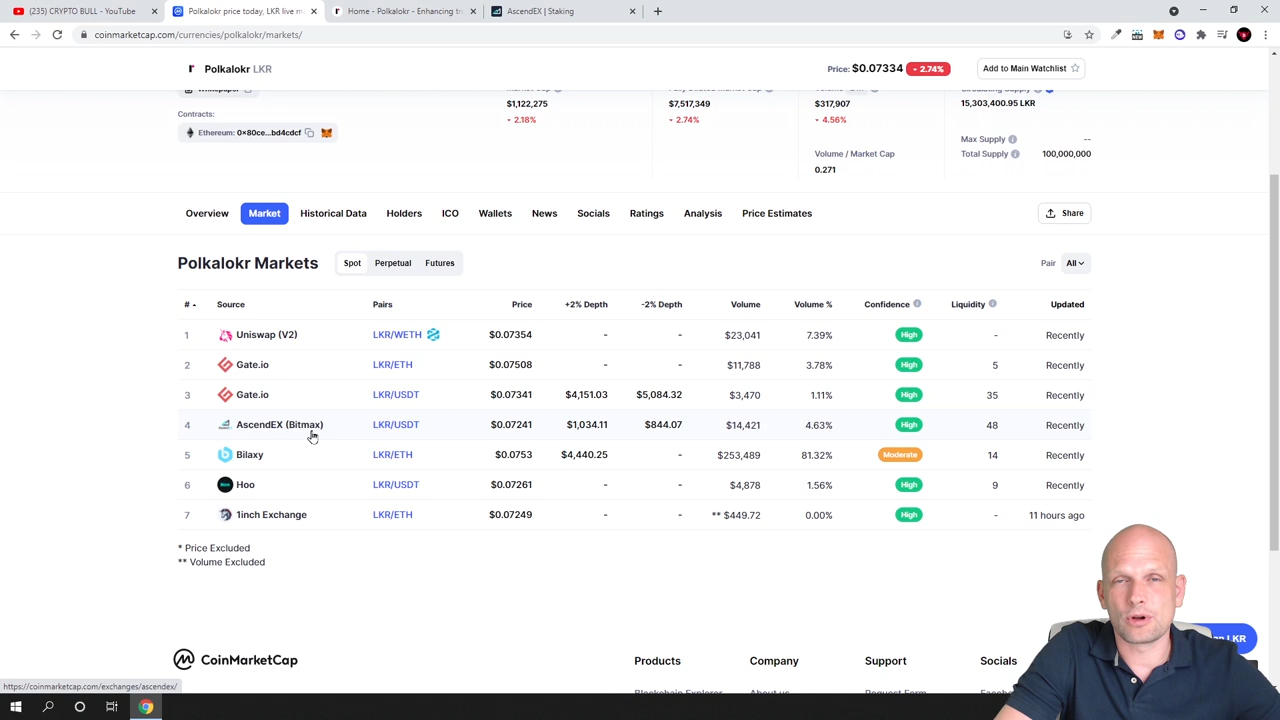 (235) CRYPTO BULL - YouTube
Polkalokr price today, LKR live m
Home - Polkalokr - Enhancing tr
AscendEX | Staking
coinmarketcap.com/currencies/polkalokr/markets/
Polkalokr LKR
Price: $0.07334 2.74%
Add to Main Watchlist
$1,122,275
$7,517,349
$317,907
15,303,400.95 LKR
Contracts:
2.18%
2.74%
4.56%
Ethereum: 0x80ce...bd4cdcf
Max Supply --
Volume / Market Cap
Total Supply 100,000,000
0.271
Overview Market Historical Data Holders ICO Wallets News Socials Ratings Analysis Price Estimates Share
Polkalokr Markets Spot Perpetual Futures Pair All
# Source Pairs Price +2% Depth -2% Depth Volume Volume % Confidence Liquidity Updated
1 Uniswap (V2) LKR/WETH $0.07354 - - $23,041 7.39% High - Recently
2 Gate.io LKR/ETH $0.07508 - - $11,788 3.78% High 5 Recently
3 Gate.io LKR/USDT $0.07341 $4,151.03 $5,084.32 $3,470 1.11% High 35 Recently
4 AscendEX (Bitmax) LKR/USDT $0.07241 $1,034.11 $844.07 $14,421 4.63% High 48 Recently
5 Bilaxy LKR/ETH $0.0753 $4,440.25 - $253,489 81.32% Moderate 14 Recently
6 Hoo LKR/USDT $0.07261 - - $4,878 1.56% High 9 Recently
7 1inch Exchange LKR/ETH $0.07249 - - ** $449.72 0.00% High - 11 hours ago
* Price Excluded
** Volume Excluded
LKR
CoinMarketCap
Products Company Support Socials
https://coinmarketcap.com/exchanges/ascendex/